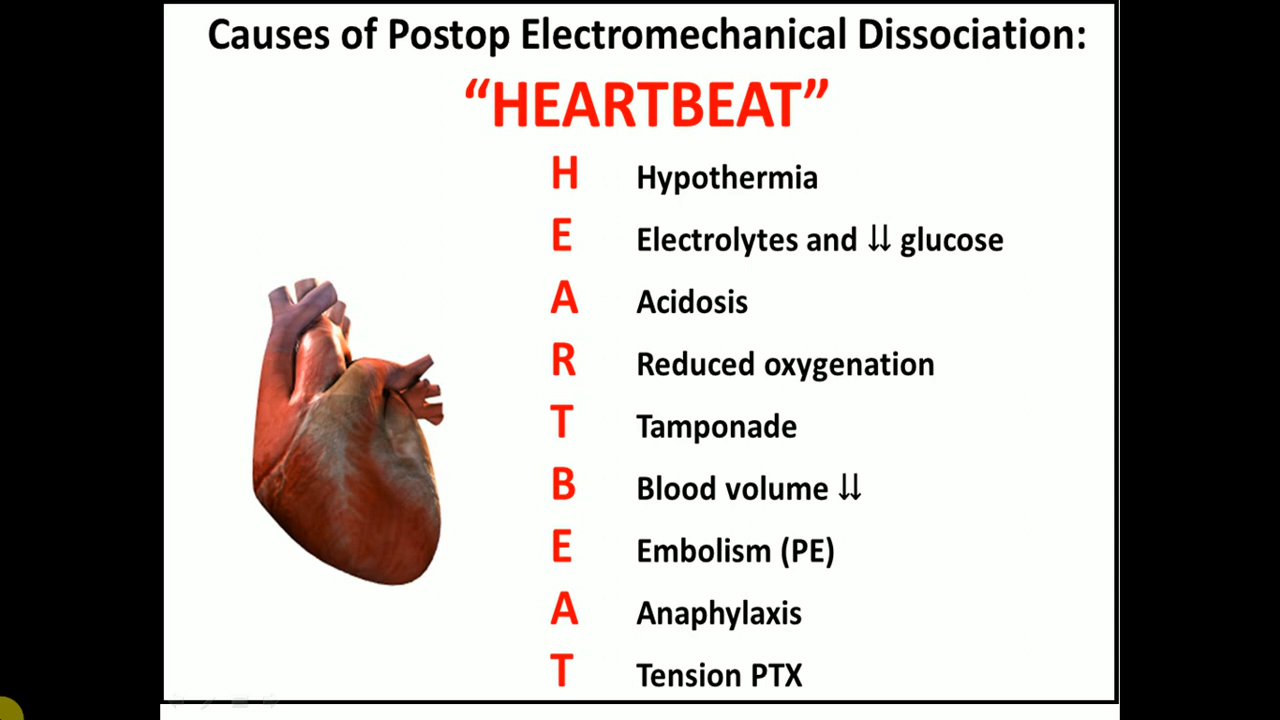 Causes of Postop Electromechanical Dissociation:
“HEARTBEAT”
H Hypothermia
E Electrolytes and ⇊ glucose
A Acidosis
R Reduced oxygenation
T Tamponade
B Blood volume ⇊
E Embolism (PE)
A Anaphylaxis
T Tension PTX